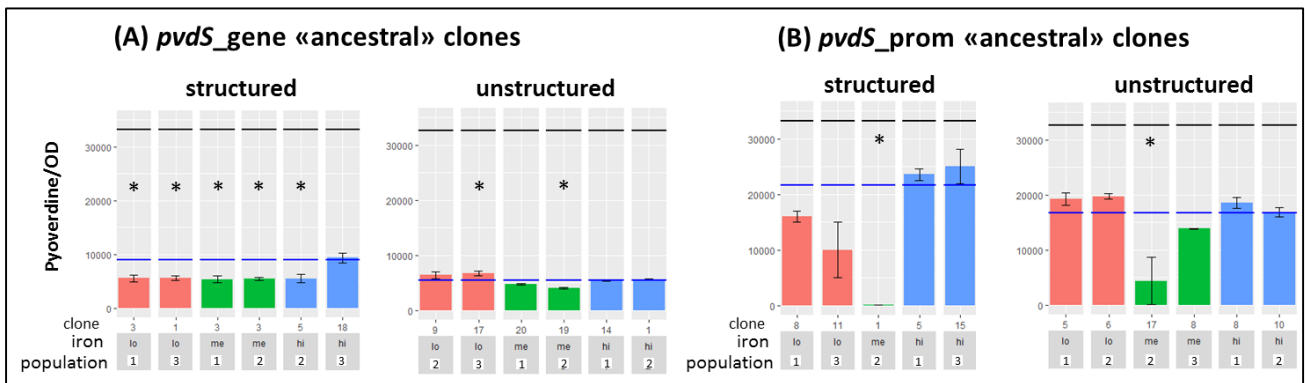 (A) pvdS_gene «ancestral» clones
structured
unstructured
Pyoverdine/OD
30000
20000
10000
0
* * * * *
30000
20000
10000
0
* *
clone
3 1 3 3 5 18
9 17 20 19 14 1
iron
lo lo me me hi hi
lo lo me me hi hi
population
1 3 1 2 2 3
2 3 1 2 1 2
(B) pvdS_prom «ancestral» clones
structured
unstructured
30000
20000
10000
0
*
30000
20000
10000
0
*
8 11 1 5 15
5 6 17 8 8 10
lo lo me hi hi
lo lo me me hi hi
1 3 2 1 3
1 2 2 3 1 2